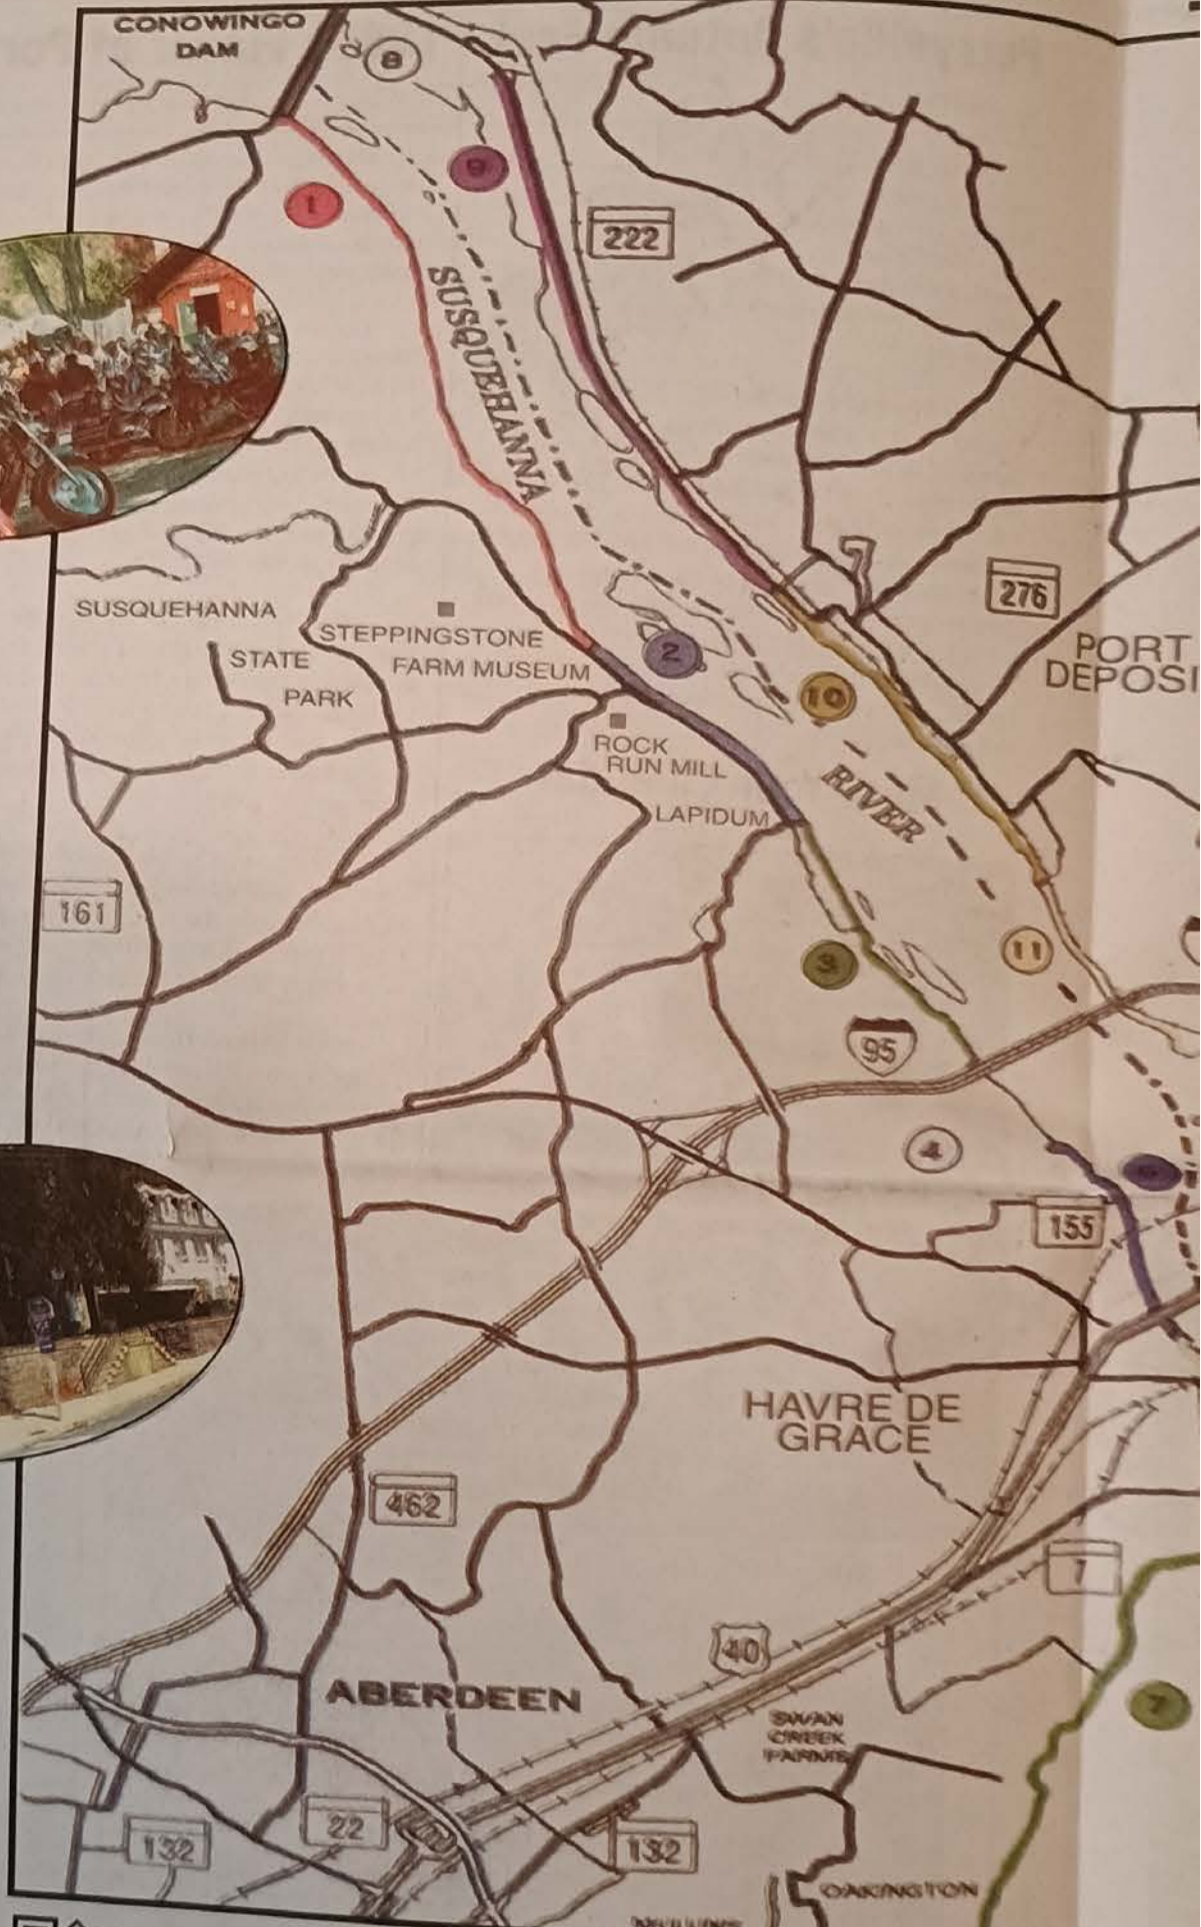 CONOWINGO
DAM
8
9
1
222
SUSQUEHANNA
276
SUSQUEHANNA
STATE
PARK
STEPPINGSTONE
FARM MUSEUM
2
10
PORT
DEPOSI
ROCK
RUN MILL
RIVER
LAPIDUM
161
3
11
95
4
155
HAVRE DE
GRACE
462
1
40
ABERDEEN
7
SWAN
CREEK
FARMS
22
132
132
OAKINGTON